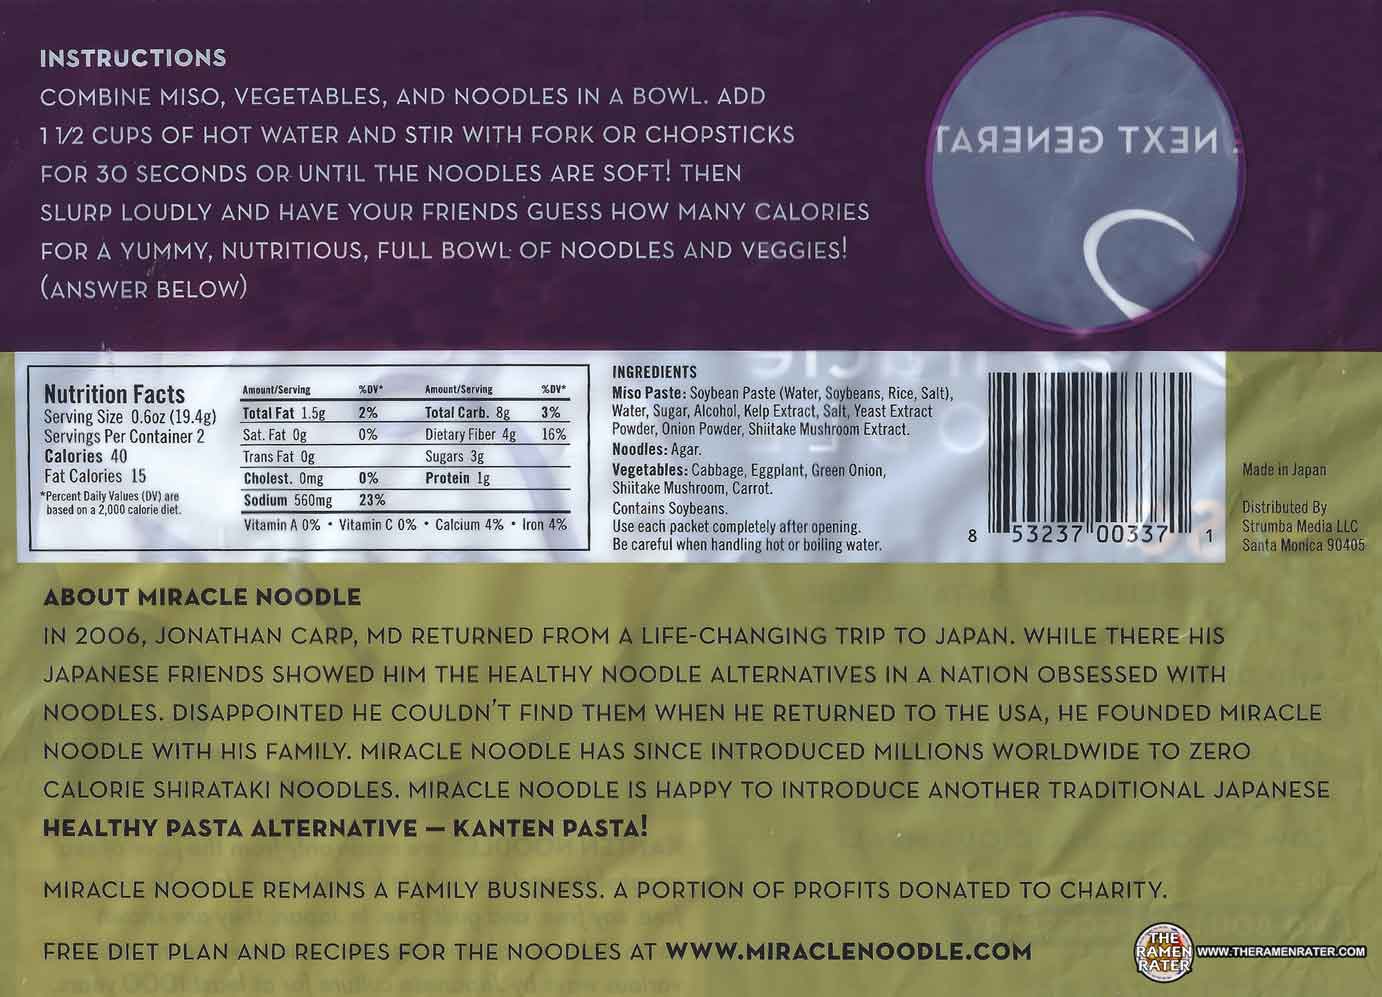 INSTRUCTIONS
COMBINE MISO, VEGETABLES, AND NOODLES IN A BOWL. ADD
1 1/2 CUPS OF HOT WATER AND STIR WITH FORK OR CHOPSTICKS
FOR 30 SECONDS OR UNTIL THE NOODLES ARE SOFT! THEN
SLURP LOUDLY AND HAVE YOUR FRIENDS GUESS HOW MANY CALORIES
FOR A YUMMY, NUTRITIOUS, FULL BOWL OF NOODLES AND VEGGIES!
(ANSWER BELOW)
NEXT GENERAT
Nutrition Facts
Serving Size 0.6oz (19.4g)
Servings Per Container 2
Calories 40
Fat Calories 15
*Percent Daily Values (DV) are
based on a 2,000 calorie diet.
Amount/Serving %DV* Amount/Serving %DV*
Total Fat 1.5g 2% Total Carb. 8g 3%
Sat. Fat 0g 0% Dietary Fiber 4g 16%
Trans Fat 0g Sugars 3g
Cholest. 0mg 0% Protein 1g
Sodium 560mg 23%
Vitamin A 0% • Vitamin C 0% • Calcium 4% • Iron 4%
INGREDIENTS
Miso Paste: Soybean Paste (Water, Soybeans, Rice, Salt),
Water, Sugar, Alcohol, Kelp Extract, Salt, Yeast Extract
Powder, Onion Powder, Shiitake Mushroom Extract.
Noodles: Agar.
Vegetables: Cabbage, Eggplant, Green Onion,
Shiitake Mushroom, Carrot.
Contains Soybeans.
Use each packet completely after opening.
Be careful when handling hot or boiling water.
8 53237 00337 1
Made in Japan
Distributed By
Strumba Media LLC
Santa Monica 90405
ABOUT MIRACLE NOODLE
IN 2006, JONATHAN CARP, MD RETURNED FROM A LIFE-CHANGING TRIP TO JAPAN. WHILE THERE HIS
JAPANESE FRIENDS SHOWED HIM THE HEALTHY NOODLE ALTERNATIVES IN A NATION OBSESSED WITH
NOODLES. DISAPPOINTED HE COULDN'T FIND THEM WHEN HE RETURNED TO THE USA, HE FOUNDED MIRACLE
NOODLE WITH HIS FAMILY. MIRACLE NOODLE HAS SINCE INTRODUCED MILLIONS WORLDWIDE TO ZERO
CALORIE SHIRATAKI NOODLES. MIRACLE NOODLE IS HAPPY TO INTRODUCE ANOTHER TRADITIONAL JAPANESE
HEALTHY PASTA ALTERNATIVE — KANTEN PASTA!
MIRACLE NOODLE REMAINS A FAMILY BUSINESS. A PORTION OF PROFITS DONATED TO CHARITY.
FREE DIET PLAN AND RECIPES FOR THE NOODLES AT WWW.MIRACLENOODLE.COM
THE
RAMEN
RATER
WWW.THERAMENRATER.COM